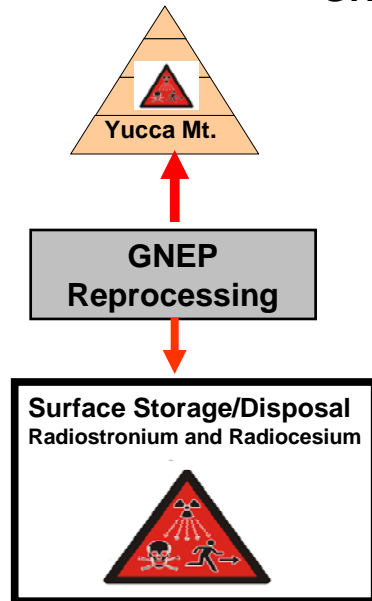 Yucca Mt.
GNEP
Reprocessing
Surface Storage/Disposal
Radiostronium and Radiocesium